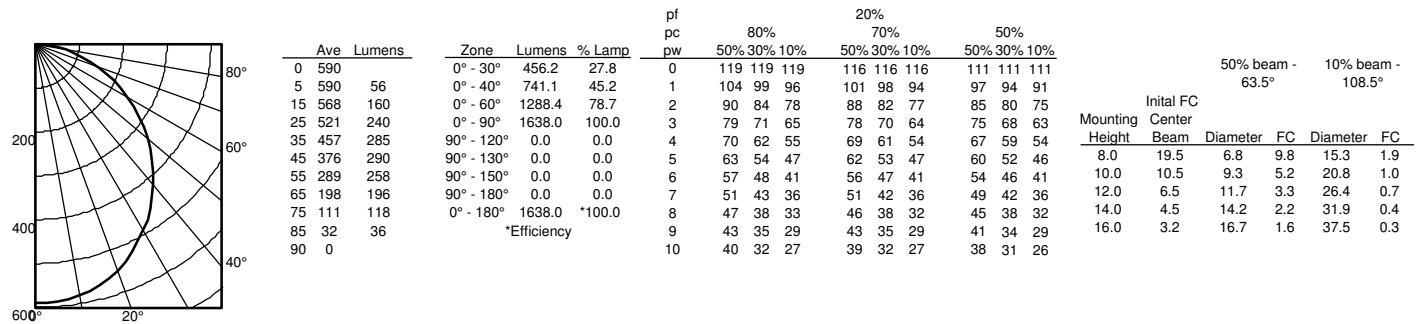 80°
60°
40°
20°
200
400
600
0°
Ave Lumens
0 590
5 590 56
15 568 160
25 521 240
35 457 285
45 376 290
55 289 258
65 198 196
75 111 118
85 32 36
90 0
Zone Lumens % Lamp
0° - 30° 456.2 27.8
0° - 40° 741.1 45.2
0° - 60° 1288.4 78.7
0° - 90° 1638.0 100.0
90° - 120° 0.0 0.0
90° - 130° 0.0 0.0
90° - 150° 0.0 0.0
90° - 180° 0.0 0.0
0° - 180° 1638.0 *100.0
*Efficiency
pf 20%
pc 80% 70% 50%
pw 50% 30% 10% 50% 30% 10% 50% 30% 10%
0 119 119 119 116 116 116 111 111 111
1 104 99 96 101 98 94 97 94 91
2 90 84 78 88 82 77 85 80 75
3 79 71 65 78 70 64 75 68 63
4 70 62 55 69 61 54 67 59 54
5 63 54 47 62 53 47 60 52 46
6 57 48 41 56 47 41 54 46 41
7 51 43 36 51 42 36 49 42 36
8 47 38 33 46 38 32 45 38 32
9 43 35 29 43 35 29 41 34 29
10 40 32 27 39 32 27 38 31 26
50% beam - 10% beam -
63.5° 108.5°
Inital FC
Mounting Center
Height Beam Diameter FC Diameter FC
8.0 19.5 6.8 9.8 15.3 1.9
10.0 10.5 9.3 5.2 20.8 1.0
12.0 6.5 11.7 3.3 26.4 0.7
14.0 4.5 14.2 2.2 31.9 0.4
16.0 3.2 16.7 1.6 37.5 0.3